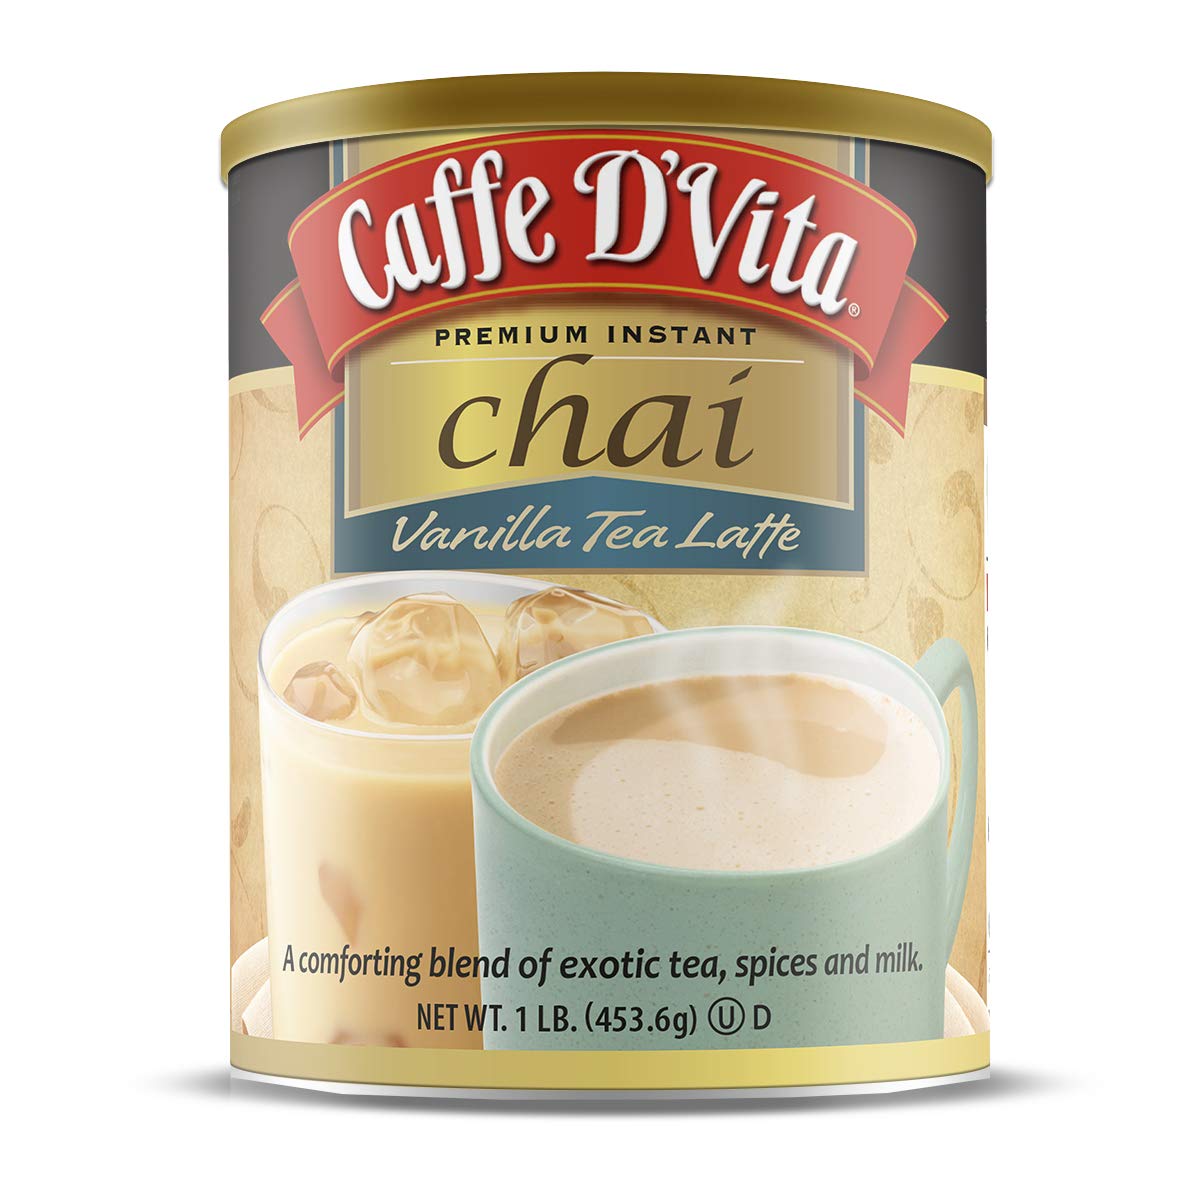 Caffe D'Vita®
PREMIUM INSTANT
chai
Vanilla Tea Latte
A comforting blend of exotic tea, spices and milk.
NET WT. 1 LB. (453.6g) Ⓤ D